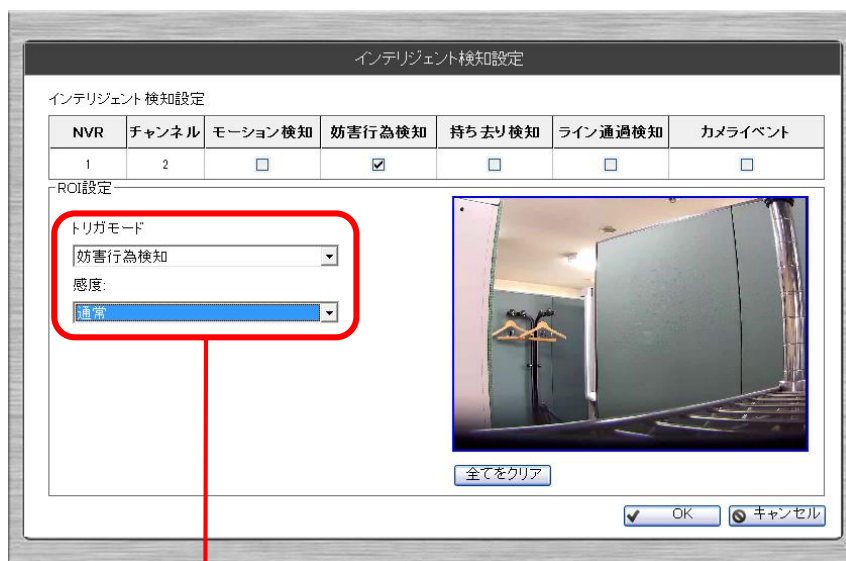 インテリジェント検知設定
インテリジェント検知設定
NVR チャンネル モーション検知 妨害行為検知 持ち去り検知 ライン通過検知 カメライベント
1 2
ROI設定
トリガモード
妨害行為検知
感度:
通常
全てをクリア
OK キャンセル